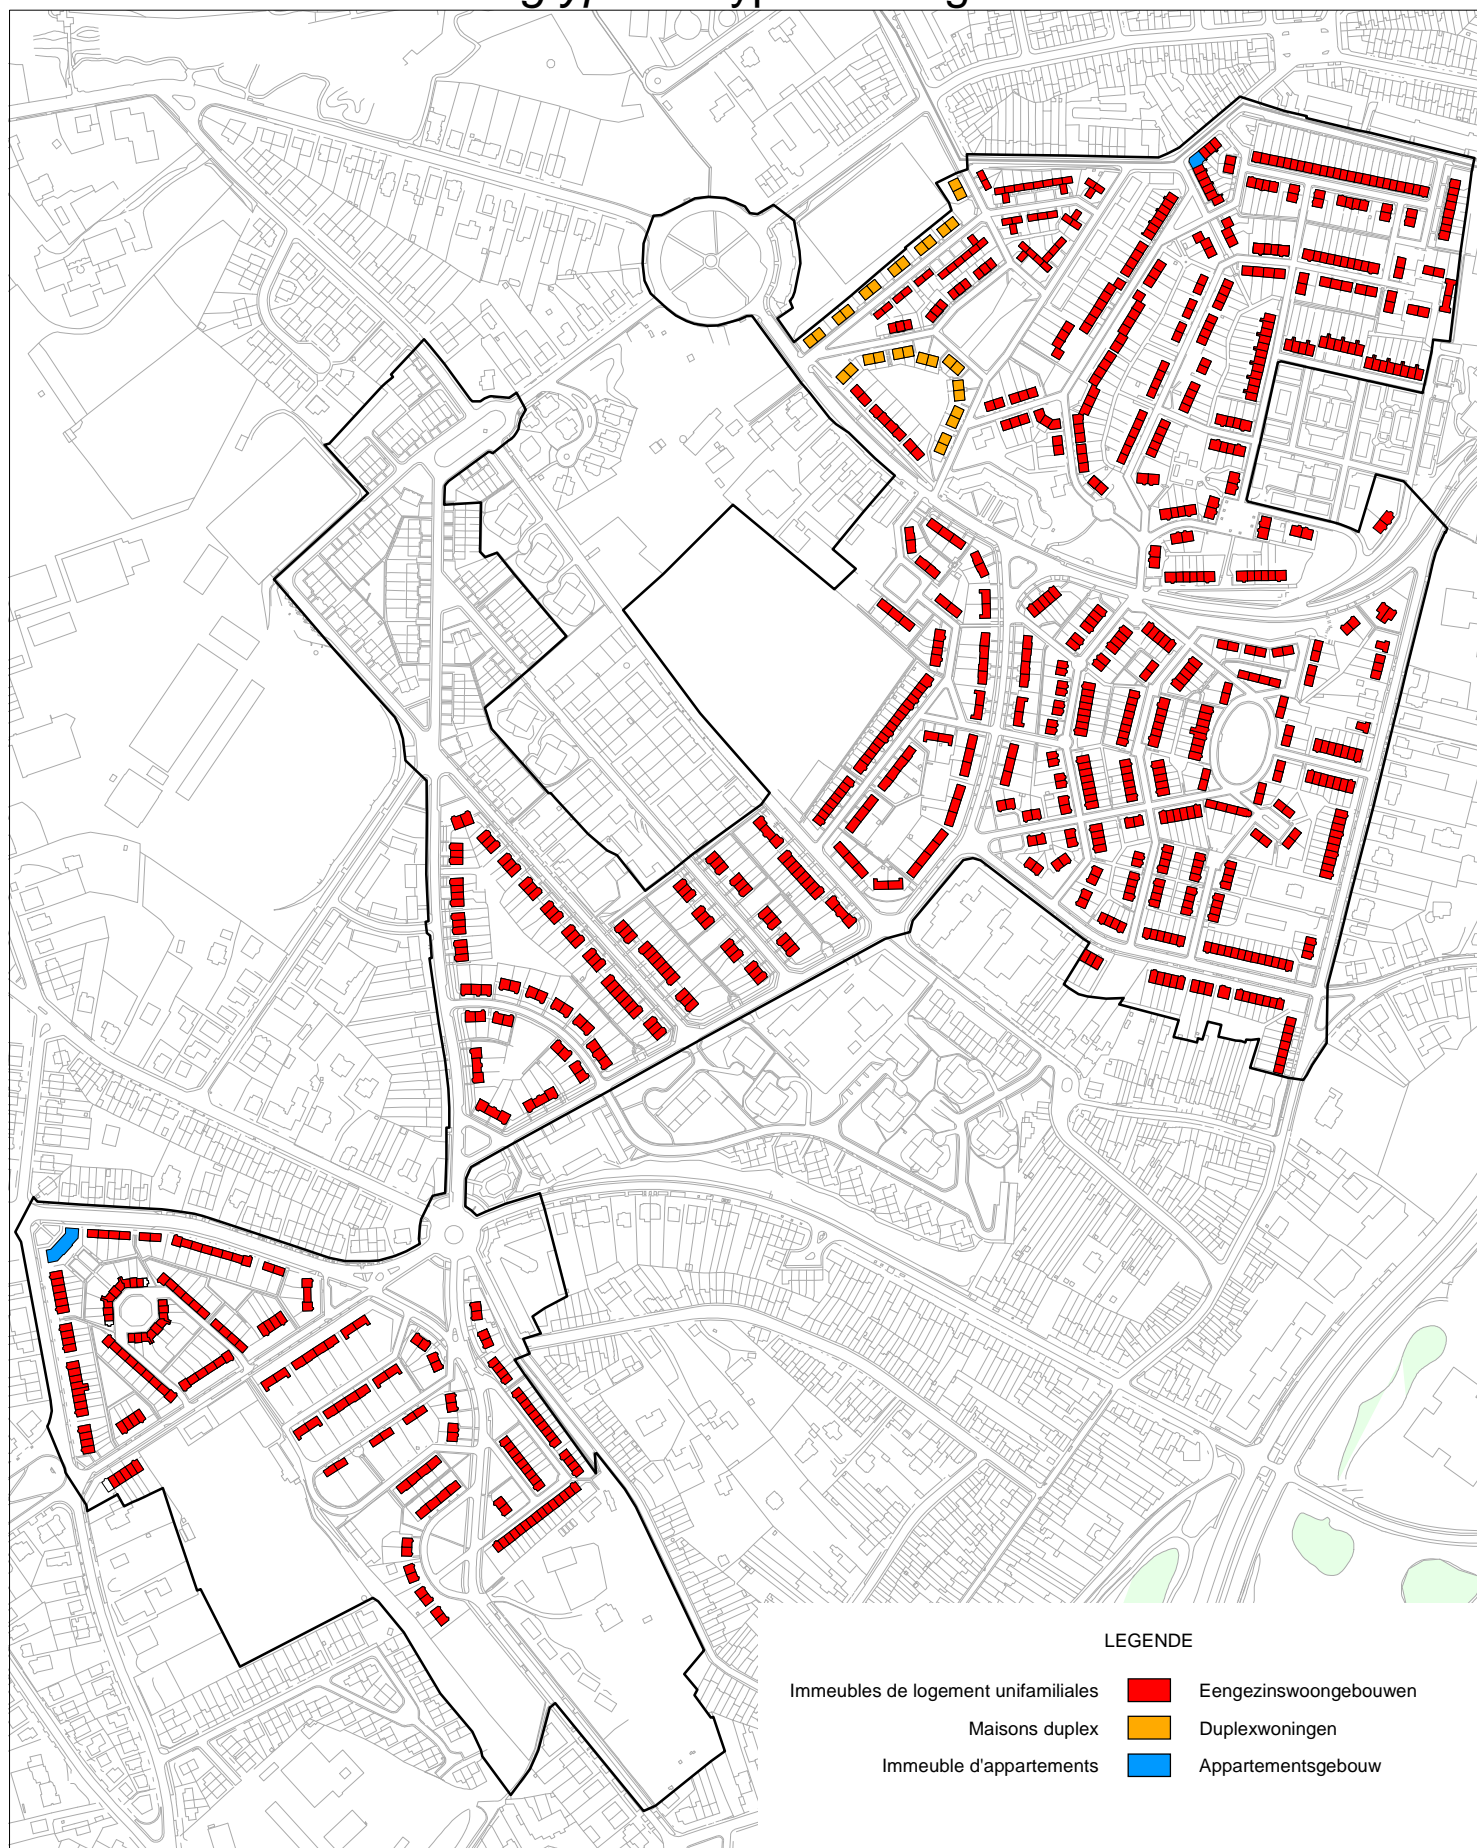 LEGENDE
Immeubles de logement unifamiliales Eengezinswoongebouwen
Maisons duplex Duplexwoningen
Immeuble d'appartements Appartementsgebouw